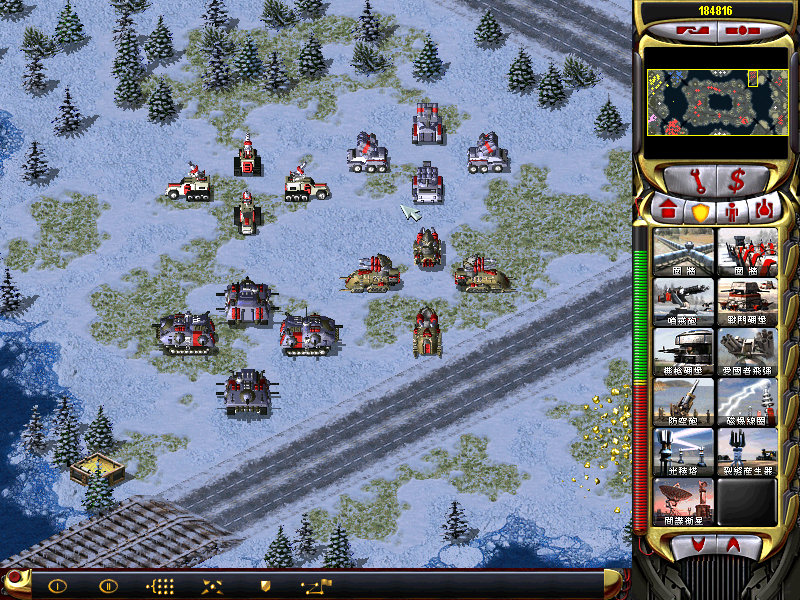 184816
圍牆 圍牆
哨戒砲 戰鬥碉堡
機槍碉堡 愛國者飛彈
防空砲 磁爆線圈
光稜塔 裂縫產生器
間諜衛星